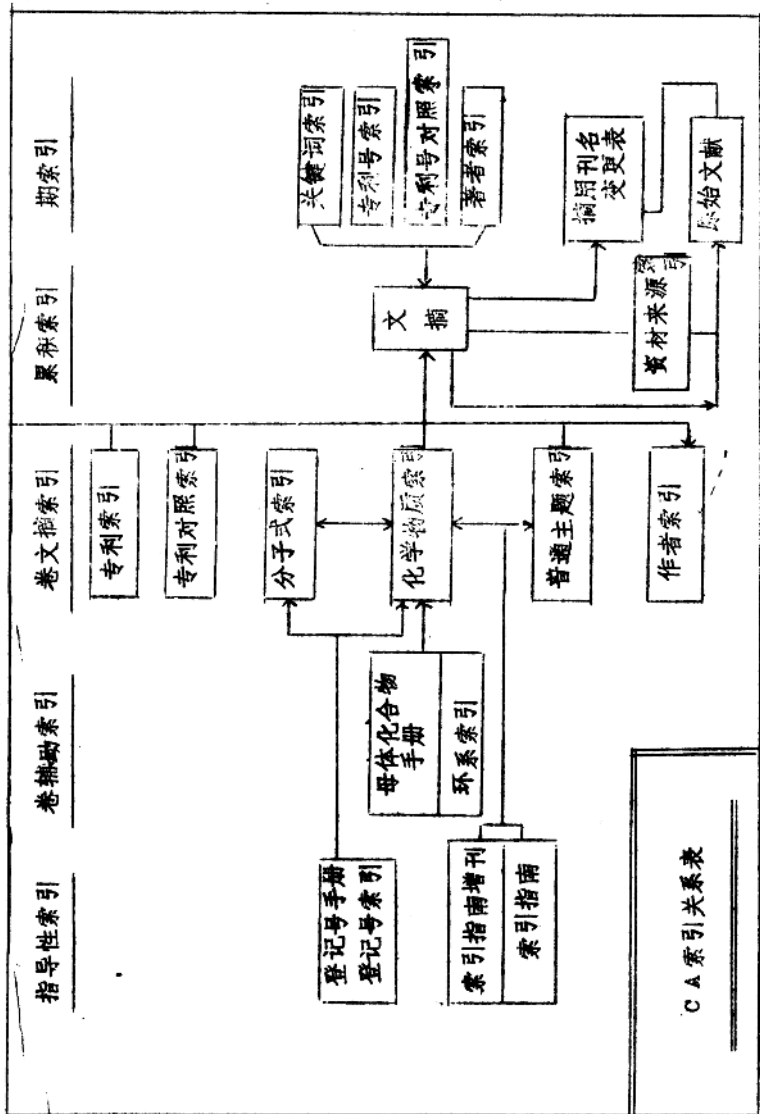 指导性索引
卷辅助索引
卷文摘索引
累积索引
期索引
专利索引
专利对照索引
分子式索引
化学物质索引
普通主题索引
作者索引
登记号手册
登记号索引
母体化合物
手册
环系索引
索引指南增刊
索引指南
文
摘
关键词索引
专利号索引
专利号对照索引
著者索引
摘用刊名
变更表
资材来源索引
原始文献
CA索引关系表